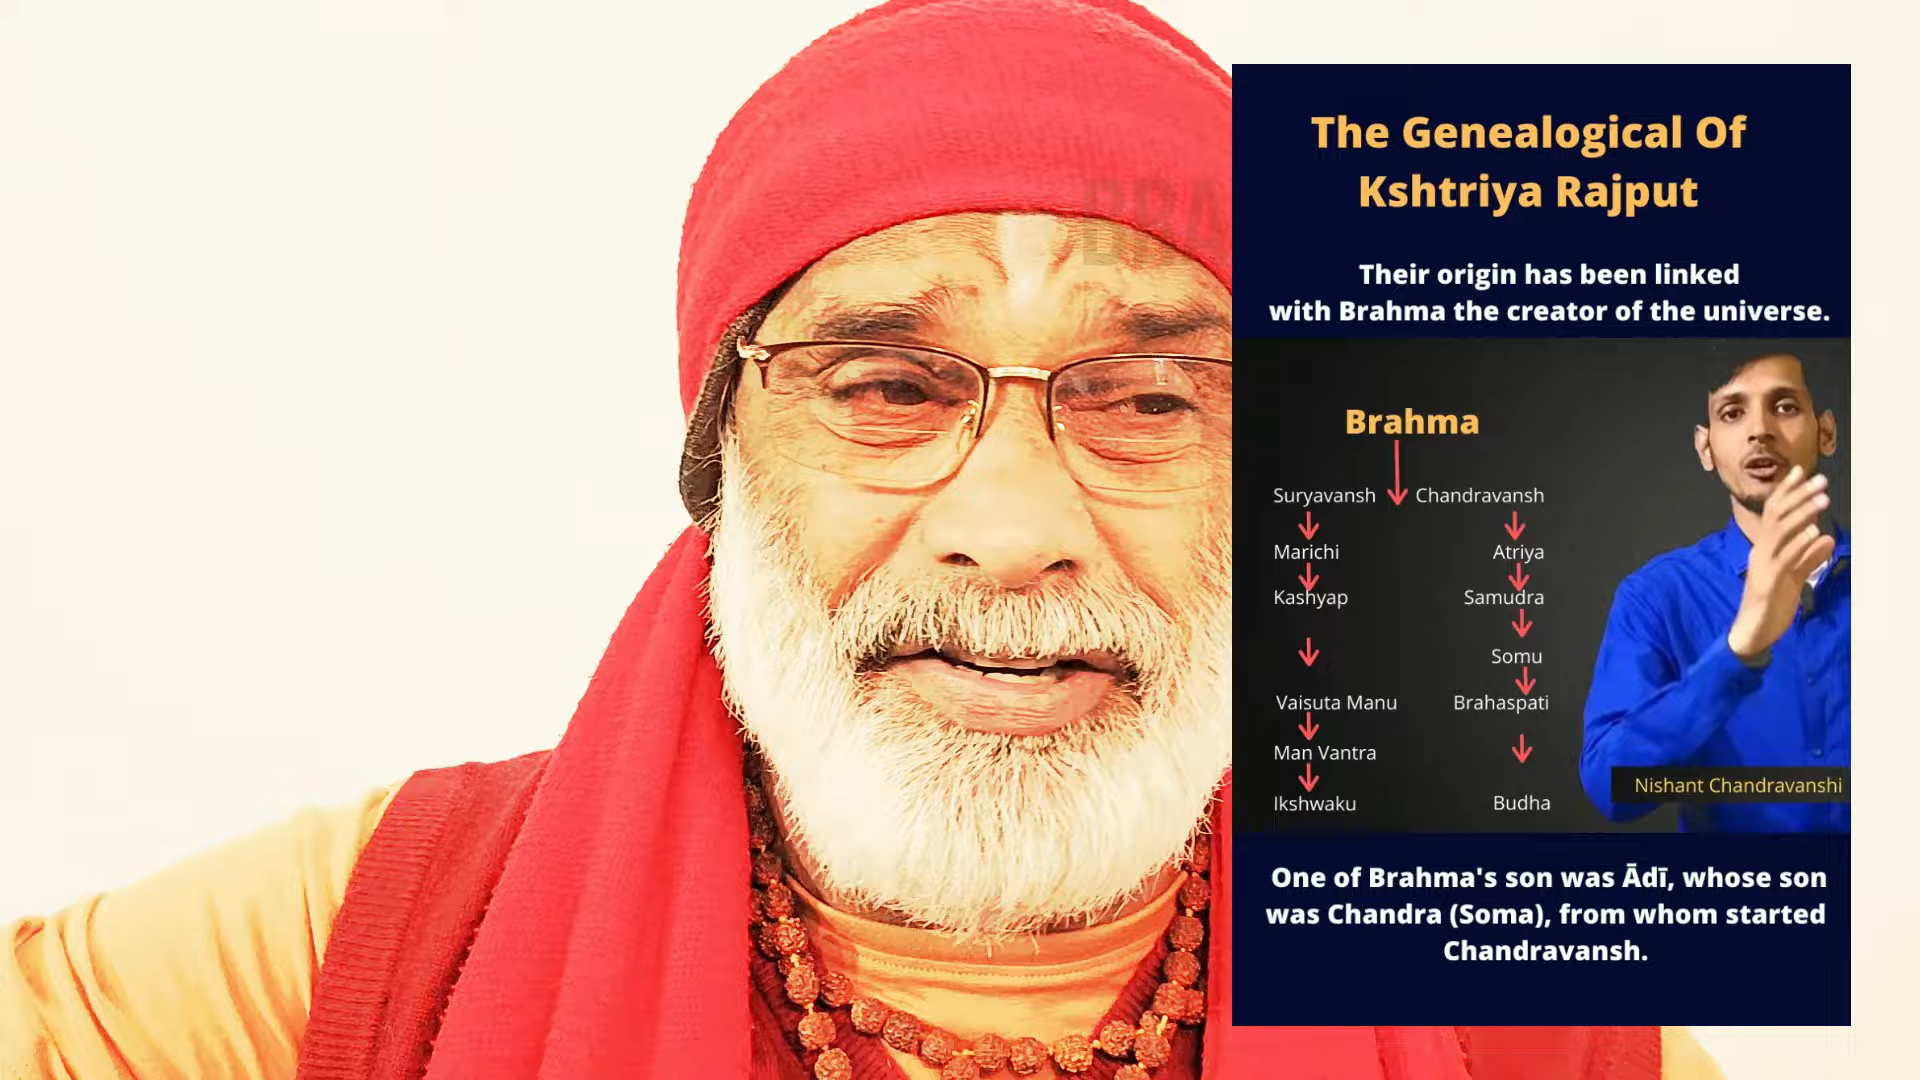 The Genealogical Of
Kshtriya Rajput
Their origin has been linked
with Brahma the creator of the universe.
Brahma
Suryavansh Chandravansh
Marichi Atriya
Kashyap Samudra
Somu
Vaisuta Manu Brahaspati
Man Vantra
Ikshwaku Budha
Nishant Chandravanshi
One of Brahma's son was Ādī, whose son
was Chandra (Soma), from whom started
Chandravansh.